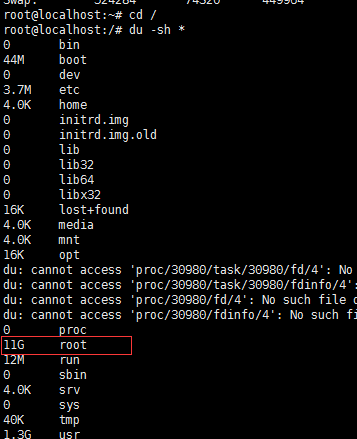 Swap: 524284 74320 449964
root@localhost:~# cd /
root@localhost:/# du -sh *
0 bin
44M boot
0 dev
3.7M etc
4.0K home
0 initrd.img
0 initrd.img.old
0 lib
0 lib32
0 lib64
0 libx32
16K lost+found
4.0K media
4.0K mnt
16K opt
du: cannot access 'proc/30980/task/30980/fd/4': No
du: cannot access 'proc/30980/task/30980/fdinfo/4':
du: cannot access 'proc/30980/fd/4': No such file o
du: cannot access 'proc/30980/fdinfo/4': No such fi
0 proc
11G root
12M run
0 sbin
4.0K srv
0 sys
40K tmp
1.3G usr